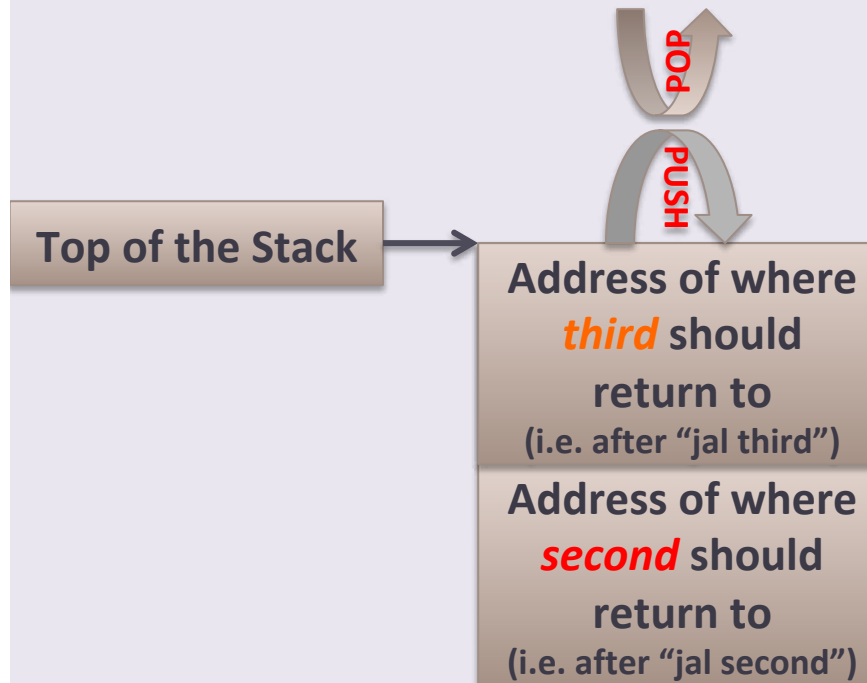 POP
PUSH
Top of the Stack
Address of where
third should
return to
(i.e. after “jal third”)
Address of where
second should
return to
(i.e. after “jal second”)